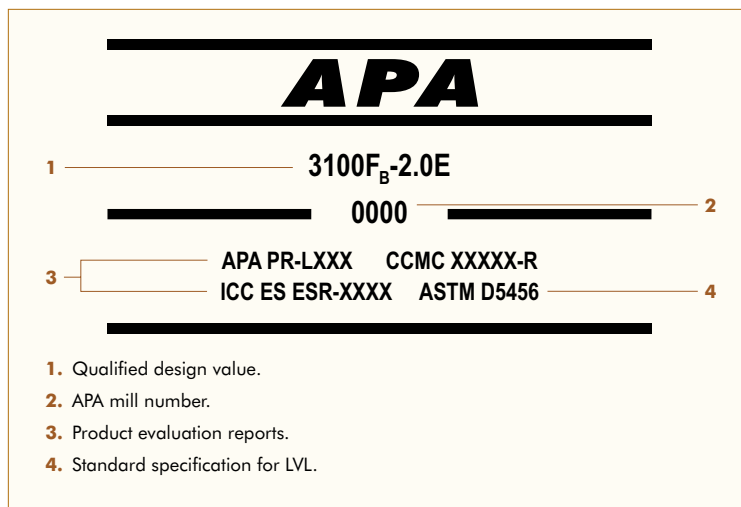 APA
1 3100FB-2.0E
0000 2
APA PR-LXXX CCMC XXXXX-R
3
ICC ES ESR-XXXX ASTM D5456 4
1. Qualified design value.
2. APA mill number.
3. Product evaluation reports.
4. Standard specification for LVL.